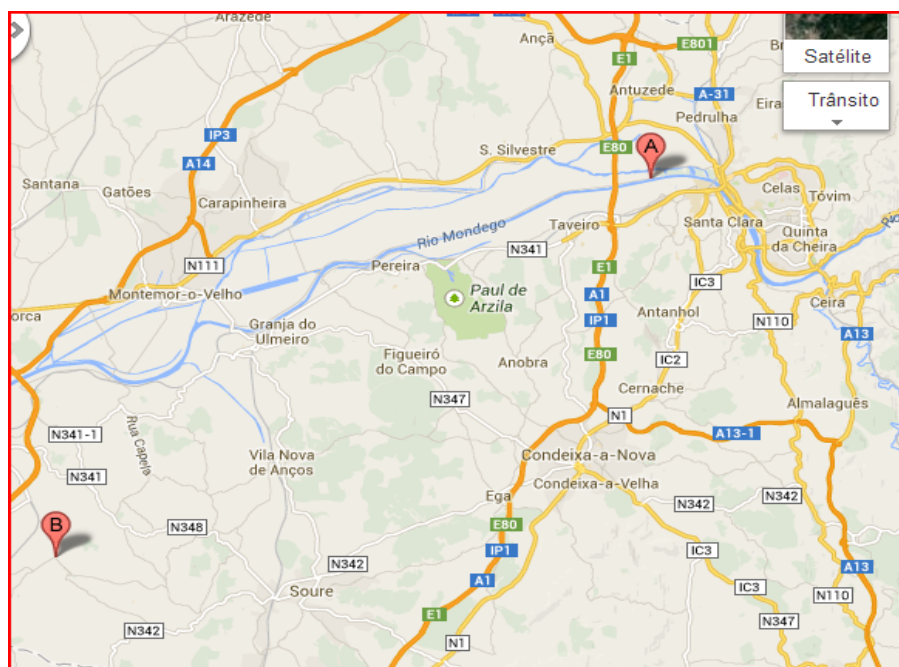 Arazede
Ançã
E1
E801
Satélite
Antuzede
A-31
Eiras
Trânsito
Pedrulha
IP3
A14
S. Silvestre
E80
A
Santana
Gatões
Carapinheira
Celas
Tóvim
Santa Clara
Quinta
da Cheira
Rio Mondego
Taveiro
N341
N111
Pereira
E1
IC3
Montemor-o-Velho
Paul de
Arzila
A1
Ceira
orca
Granja do
Ulmeiro
IP1
Antanhol
N110
A13
Figueiró
do Campo
Anobra
E80
IC2
Cernache
N347
N1
Almalaguês
N341-1
Rua Capela
A13-1
N341
Vila Nova
de Anços
Condeixa-a-Nova
Condeixa-a-Velha
Ega
N342
N342
B
N348
E80
N342
IP1
IC3
A1
A13
Soure
IC3
N110
E1
N342
N1
N347